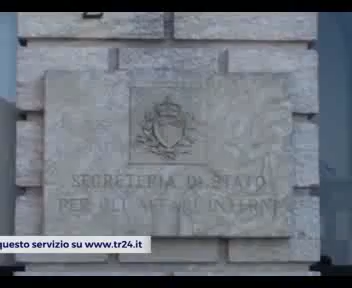 SEGRETERIA DI STATO
PER GLI AFFARI INTERNI
questo servizio su www.tr24.it